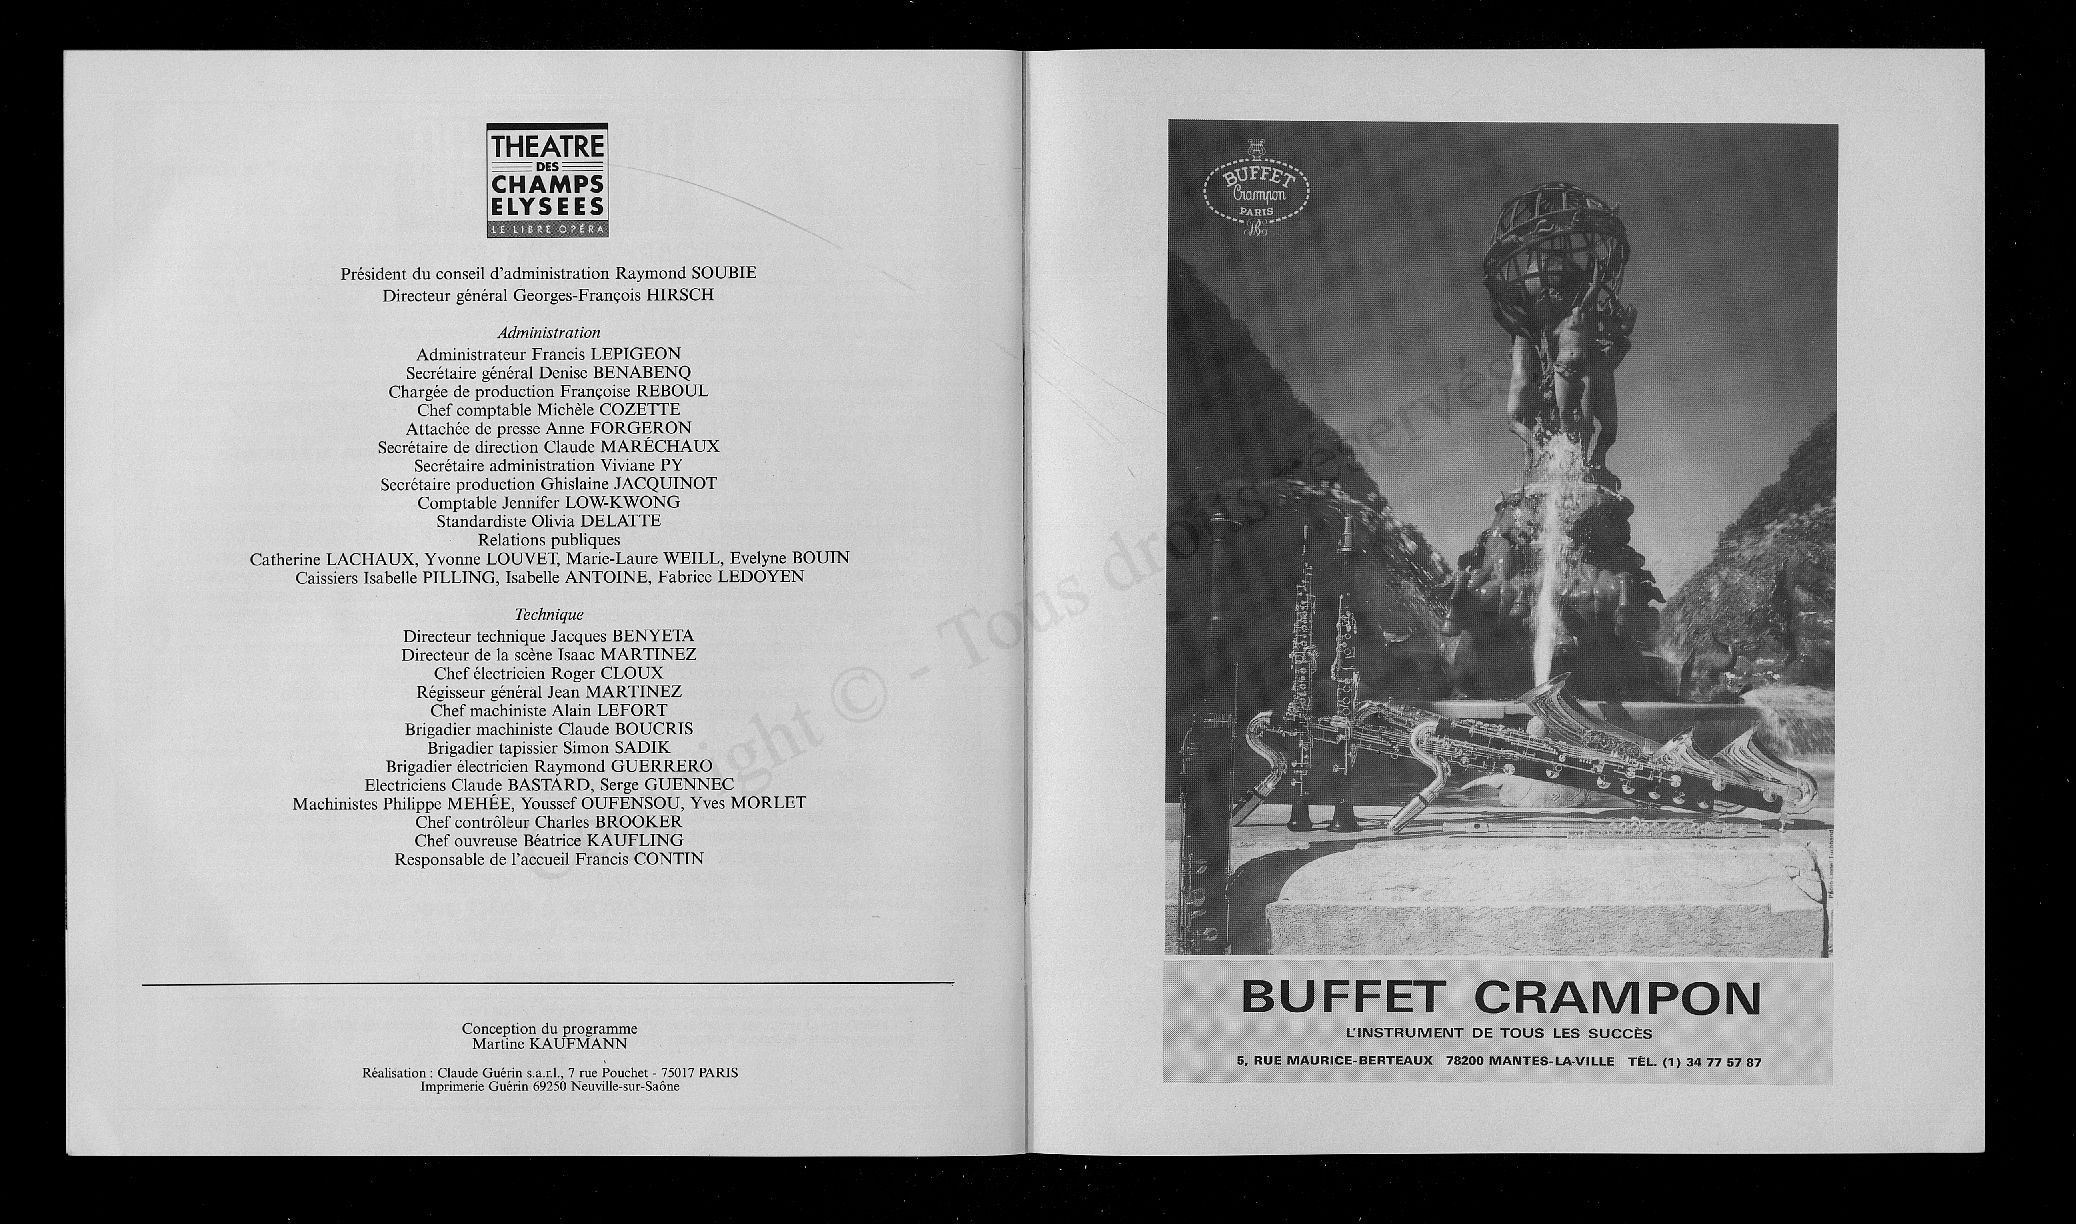 THEATRE
DES
CHAMPS
ELYSEES
LE LIBRE OPÉRA
Président du conseil d'administration Raymond SOUBIE
Directeur général Georges-François HIRSCH
Administration
Administrateur Francis LEPIGEON
Secrétaire général Denise BENABENQ
Chargée de production Françoise REBOUL
Chef comptable Michèle COZETTE
Attachée de presse Anne FORGERON
Secrétaire de direction Claude MARÉCHAUX
Secrétaire administration Viviane PY
Secrétaire production Ghislaine JACQUINOT
Comptable Jennifer LOW-KWONG
Standardiste Olivia DELATTE
Relations publiques
Catherine LACHAUX, Yvonne LOUVET, Marie-Laure WEILL, Evelyne BOUIN
Caissiers Isabelle PILLING, Isabelle ANTOINE, Fabrice LEDOYEN
Technique
Directeur technique Jacques BENYETA
Directeur de la scène Isaac MARTINEZ
Chef électricien Roger CLOUX
Régisseur général Jean MARTINEZ
Chef machiniste Alain LEFORT
Brigadier machiniste Claude BOUCRIS
Brigadier tapissier Simon SADIK
Brigadier électricien Raymond GUERRERO
Electriciens Claude BASTARD, Serge GUENNEC
Machinistes Philippe MEHÉE, Youssef OUFENSOU, Yves MORLET
Chef contrôleur Charles BROOKER
Chef ouvreuse Béatrice KAUFLING
Responsable de l'accueil Francis CONTIN
Conception du programme
Martine KAUFMANN
Réalisation : Claude Guérin s.a.r.l., 7 rue Pouchet - 75017 PARIS
Imprimerie Guérin 69250 Neuville-sur-Saône
BUFFET
Crampon
PARIS
BUFFET CRAMPON
L'INSTRUMENT DE TOUS LES SUCCÈS
5, RUE MAURICE-BERTEAUX 78200 MANTES-LA-VILLE TÉL. (1) 34 77 57 87
© - Tous droits